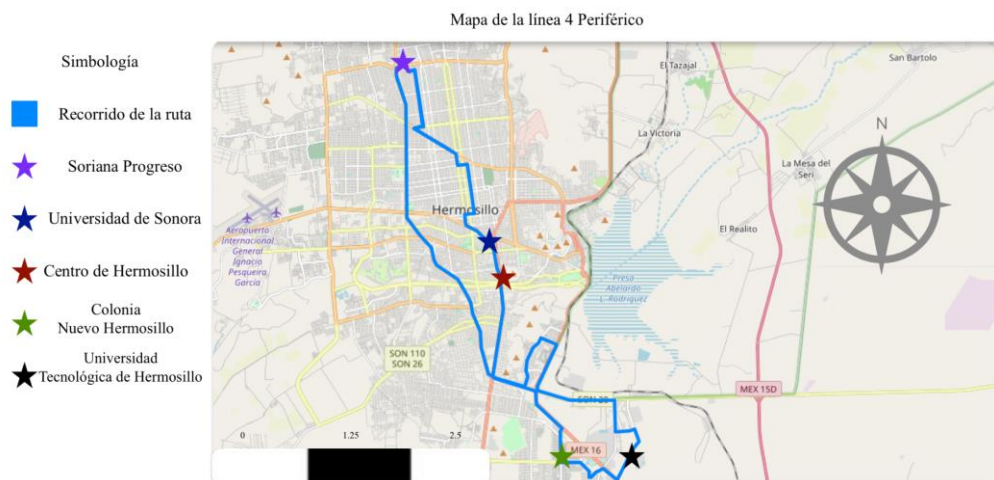 Mapa de la línea 4 Periférico
Simbología
Recorrido de la ruta
Soriana Progreso
Universidad de Sonora
Centro de Hermosillo
Colonia
Nuevo Hermosillo
Universidad
Tecnológica de Hermosillo
El Tazajal
San Bartolo
La Victoria
La Mesa del
Seri
N
Hermosillo
El Realito
Aeropuerto
Internacional
General
Ignacio
Pesqueira
García
Presa
Abelardo
L. Rodríguez
SON 110
SON 26
MEX 15D
SON 20
MEX 16
0
1.25
2.5